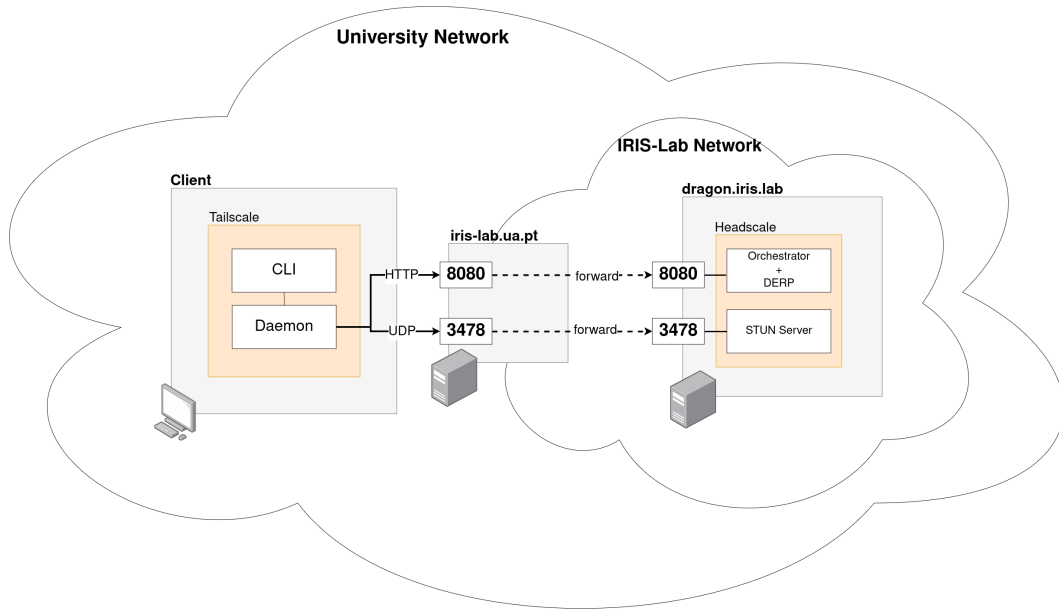 University Network
IRIS-Lab Network
Client
dragon.iris.lab
Tailscale
Headscale
iris-lab.ua.pt
CLI
HTTP
8080
forward
8080
Orchestrator
+
DERP
Daemon
UDP
3478
forward
3478
STUN Server